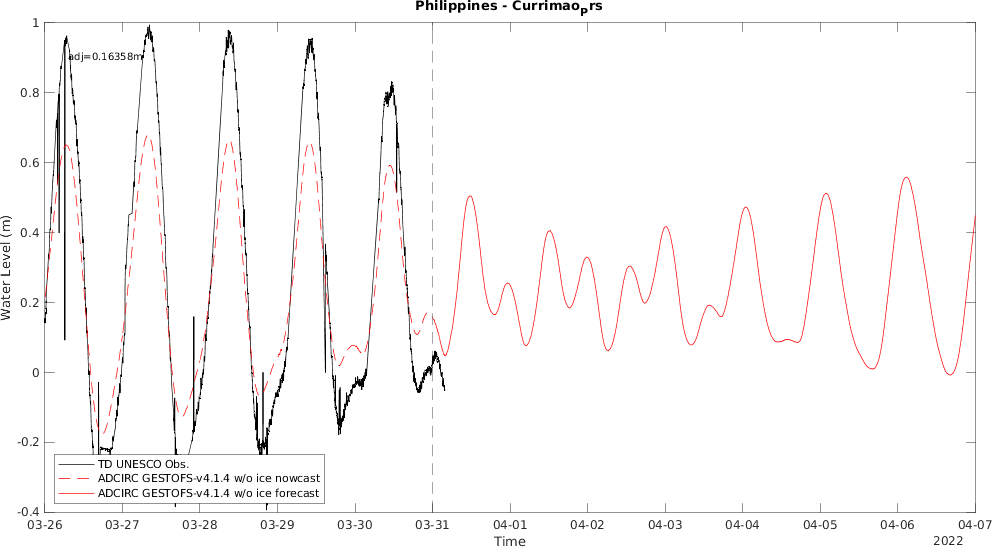 Philippines - Currimaoprs
adj=0.16358m
Water Level (m)
1
0.8
0.6
0.4
0.2
0
-0.2
-0.4
TD UNESCO Obs.
ADCIRC GESTOFS-v4.1.4 w/o ice nowcast
ADCIRC GESTOFS-v4.1.4 w/o ice forecast
03-26 03-27 03-28 03-29 03-30 03-31 04-01 04-02 04-03 04-04 04-05 04-06 04-07
Time
2022